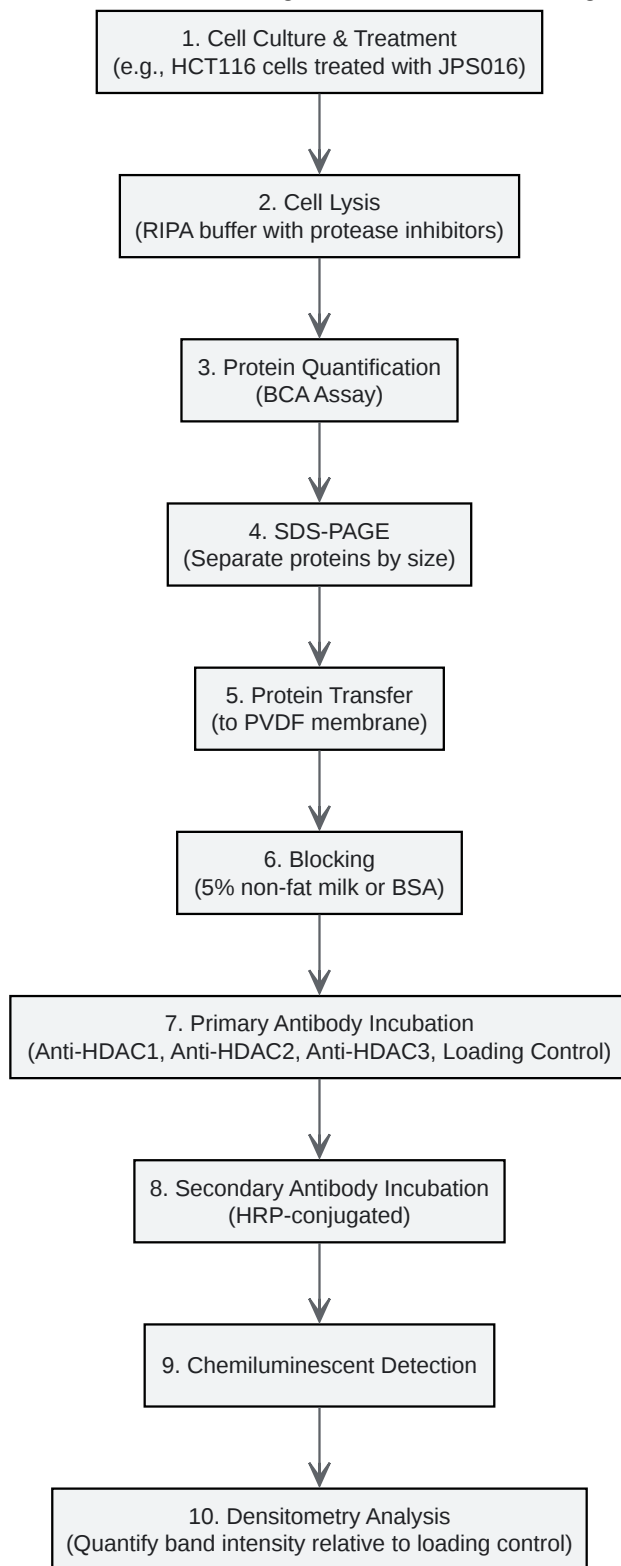 1. Cell Culture & Treatment
(e.g., HCT116 cells treated with JPS016)
2. Cell Lysis
(RIPA buffer with protease inhibitors)
3. Protein Quantification
(BCA Assay)
4. SDS-PAGE
(Separate proteins by size)
5. Protein Transfer
(to PVDF membrane)
6. Blocking
(5% non-fat milk or BSA)
7. Primary Antibody Incubation
(Anti-HDAC1, Anti-HDAC2, Anti-HDAC3, Loading Control)
8. Secondary Antibody Incubation
(HRP-conjugated)
9. Chemiluminescent Detection
10. Densitometry Analysis
(Quantify band intensity relative to loading control)